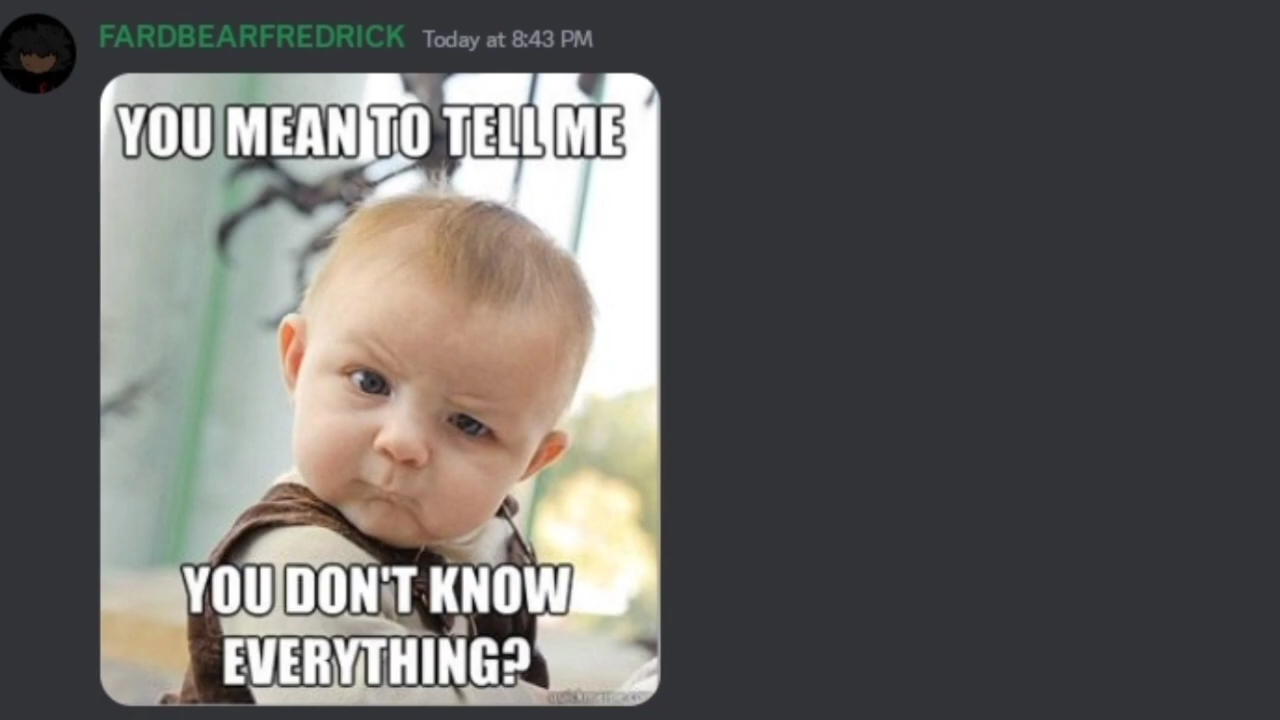 FARDBEARFREDRICK Today at 8:43 PM
YOU MEAN TO TELL ME
YOU DON'T KNOW
EVERYTHING?